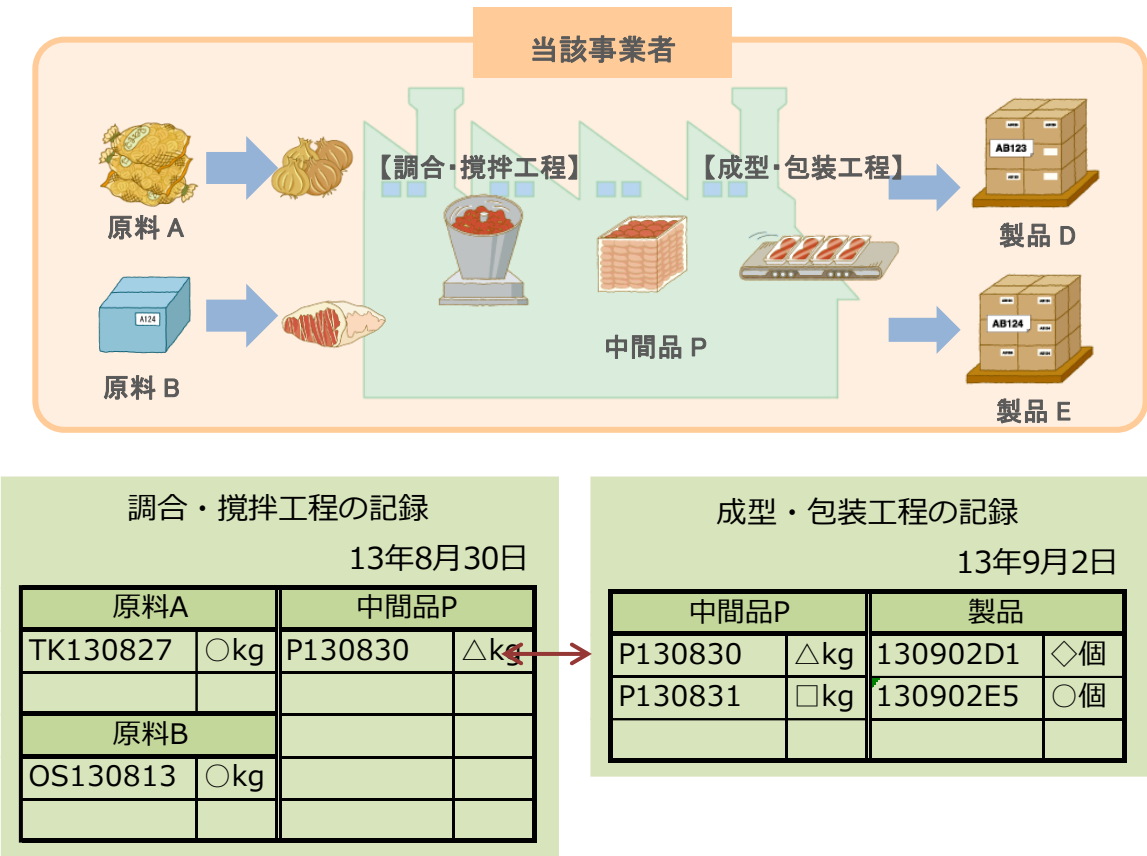 当該事業者
【調合・撹拌工程】
【成型・包装工程】
AB123
原料 A
製品 D
A124
AB124
中間品 P
原料 B
製品 E
調合・撹拌工程の記録
13年8月30日
原料A 中間品P
TK130827 ○kg P130830 △kg
原料B
OS130813 ○kg
成型・包装工程の記録
13年9月2日
中間品P 製品
P130830 △kg 130902D1 ◇個
P130831 □kg 130902E5 ○個